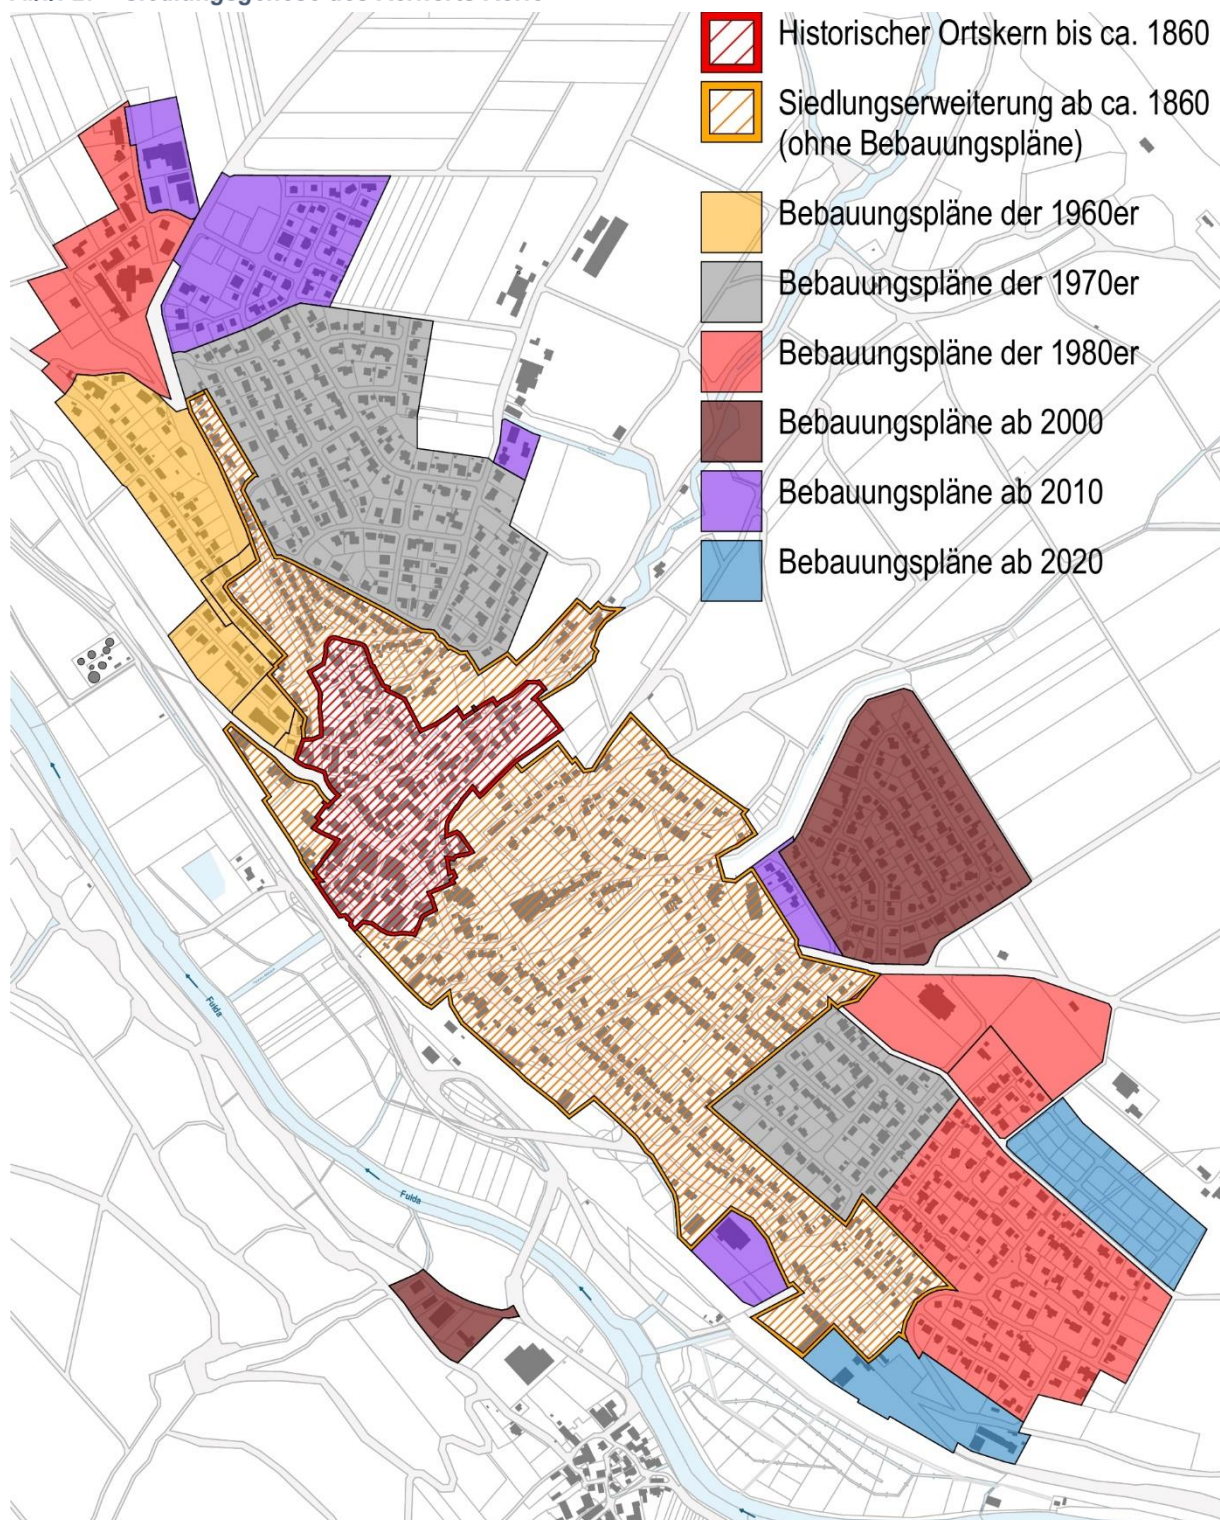 Historischer Ortskern bis ca. 1860
Siedlungserweiterung ab ca. 1860
(ohne Bebauungspläne)
Bebauungspläne der 1960er
Bebauungspläne der 1970er
Bebauungspläne der 1980er
Bebauungspläne ab 2000
Bebauungspläne ab 2010
Bebauungspläne ab 2020
Fulda
Fulda